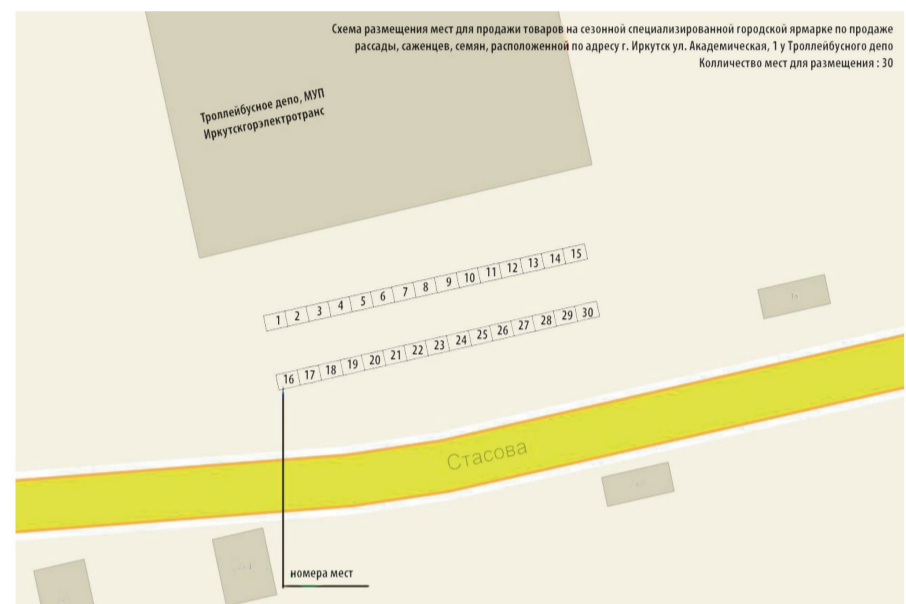 Схема размещения мест для продажи товаров на сезонной специализированной городской ярмарке по продаже
рассады, саженцев, семян, расположенной по адресу г. Иркутск ул. Академическая, 1 у Троллейбусного депо
Колличество мест для размещения : 30
Троллейбусное депо, МУП
Иркутскгорэлектротранс
1 2 3 4 5 6 7 8 9 10 11 12 13 14 15
16 17 18 19 20 21 22 23 24 25 26 27 28 29 30
Стасова
номера мест